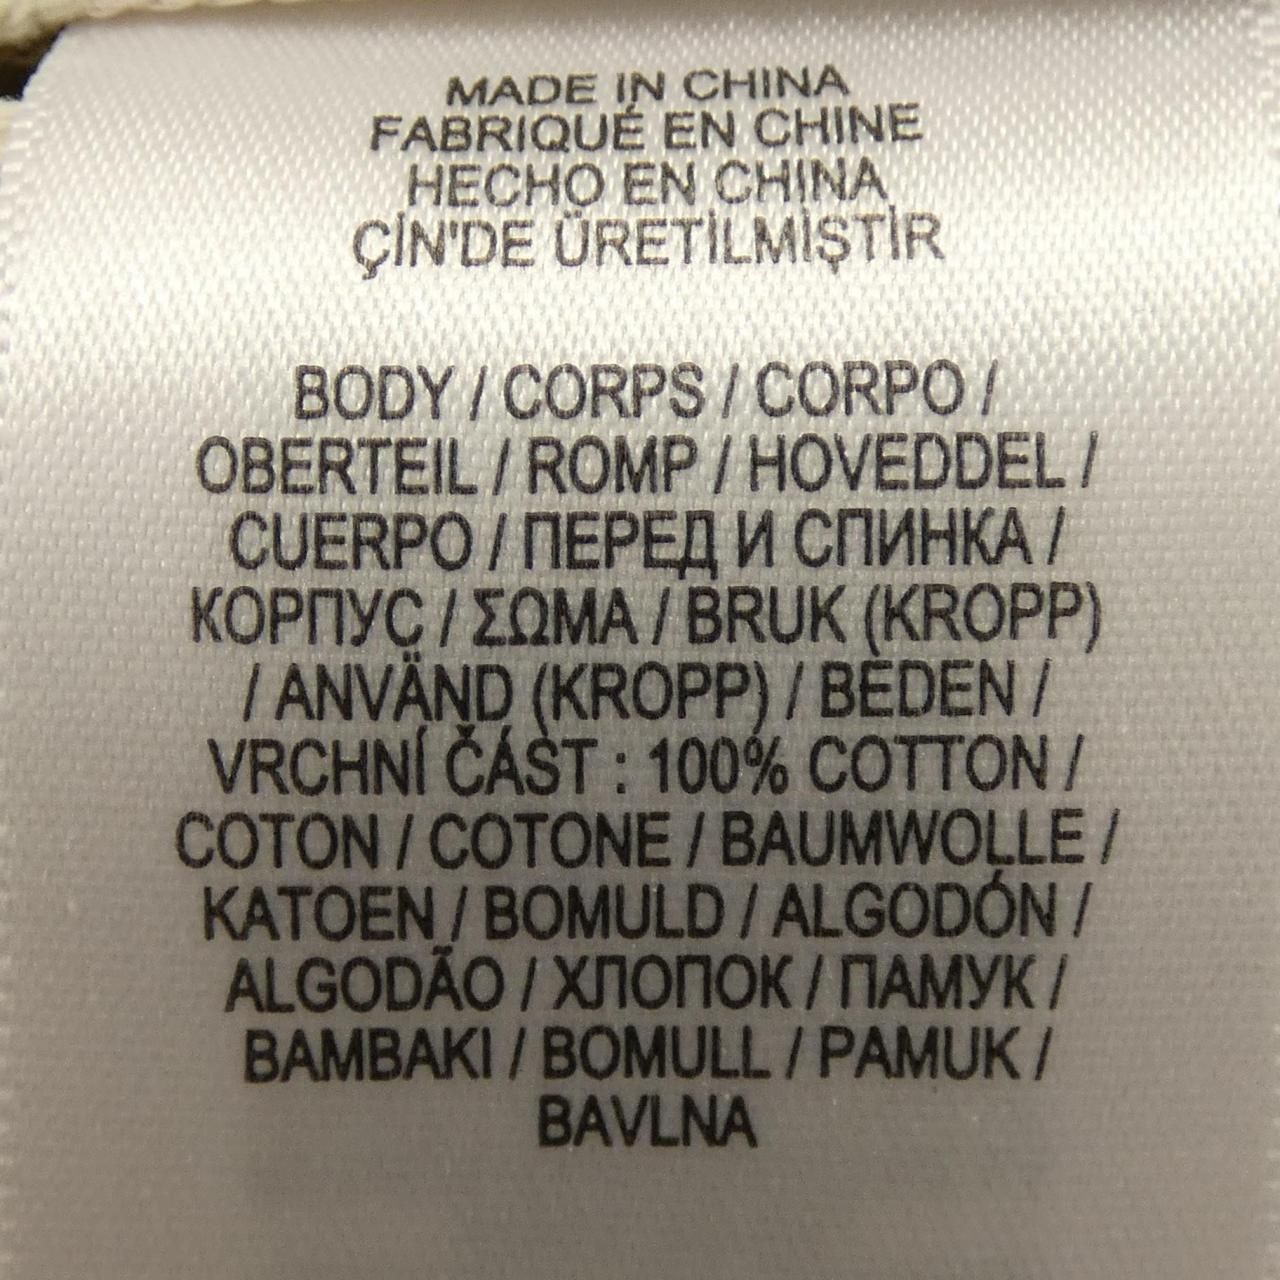 MADE IN CHINA
FABRIQUÉ EN CHINE
HECHO EN CHINA
ÇİN'DE ÜRETİLMİŞTİR
BODY / CORPS / CORPO /
OBERTEIL / ROMP / HOVEDDEL /
CUERPO / ПЕРЕД И СПИНКА /
КОРПУС / ΣΩΜΑ / BRUK (KROPP)
/ ANVÄND (KROPP) / BEDEN /
VRCHNÍ ČÁST : 100% COTTON /
COTON / COTONE / BAUMWOLLE /
KATOEN / BOMULD / ALGODÓN /
ALGODÃO / ХЛОПОК / ПАМУК /
ΒΑΜΒΑΚΙ / BOMULL / PAMUK /
BAVLNA